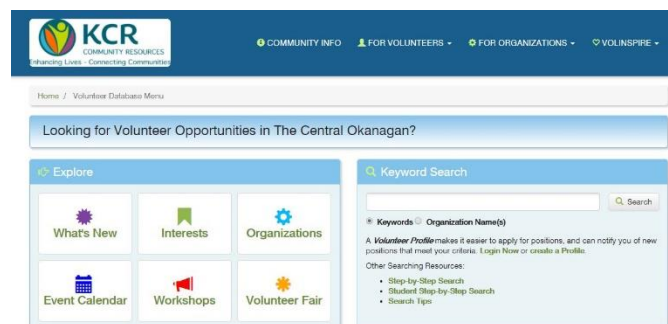 KCR
COMMUNITY RESOURCES
Enhancing Lives - Connecting Communities
COMMUNITY INFO
FOR VOLUNTEERS
FOR ORGANIZATIONS
VOLINSPIRE
Home / Volunteer Database Menu
Looking for Volunteer Opportunities in The Central Okanagan?
Explore
What's New
Interests
Organizations
Event Calendar
Workshops
Volunteer Fair
Keyword Search
Search
Keywords Organization Name(s)
A Volunteer Profile makes it easier to apply for positions, and can notify you of new
positions that meet your criteria. Login Now or create a Profile.
Other Searching Resources:
Step-by-Step Search
Student Step-by-Step Search
Search Tips